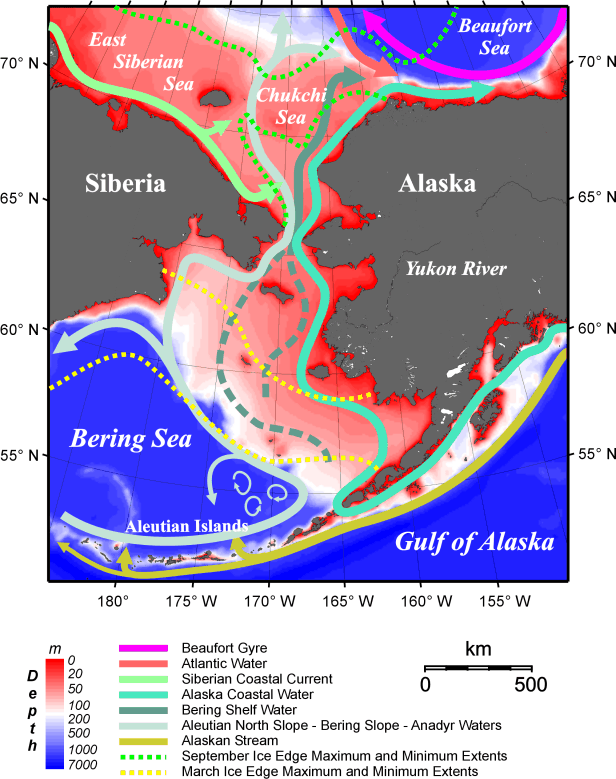 East
Siberian
Sea
Beaufort
Sea
70° N
70° N
Chukchi
Sea
Siberia
Alaska
65° N
65° N
Yukon River
60° N
60° N
Bering Sea
55° N
55° N
Aleutian Islands
Gulf of Alaska
180° 175° W 170° W 165° W 160° W 155° W
m
Depth
0
20
50
100
200
500
1000
7000
Beaufort Gyre
Atlantic Water
Siberian Coastal Current
Alaska Coastal Water
Bering Shelf Water
Aleutian North Slope - Bering Slope - Anadyr Waters
Alaskan Stream
September Ice Edge Maximum and Minimum Extents
March Ice Edge Maximum and Minimum Extents
km
0 500